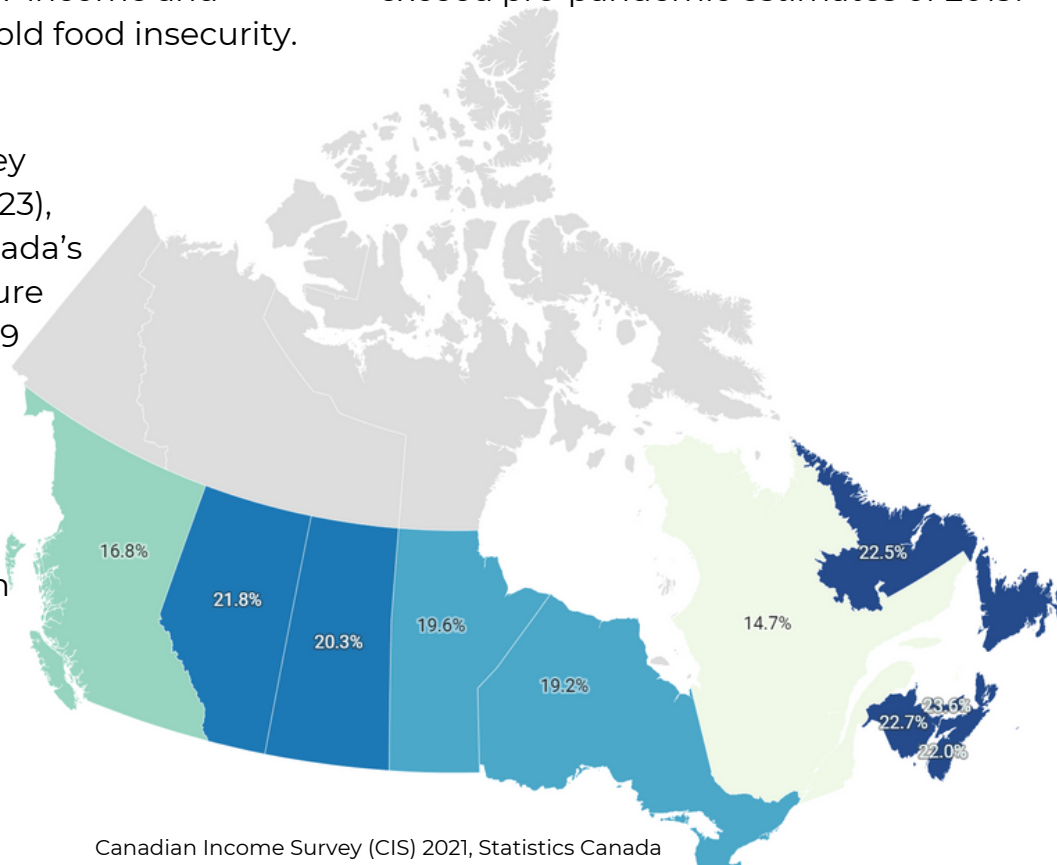 old food insecurity.
ey
23),
ada's
ure
9
n
16.8%
21.8%
20.3%
19.6%
19.2%
14.7%
22.5%
23.6%
22.7%
22.0%
Canadian Income Survey (CIS) 2021, Statistics Canada